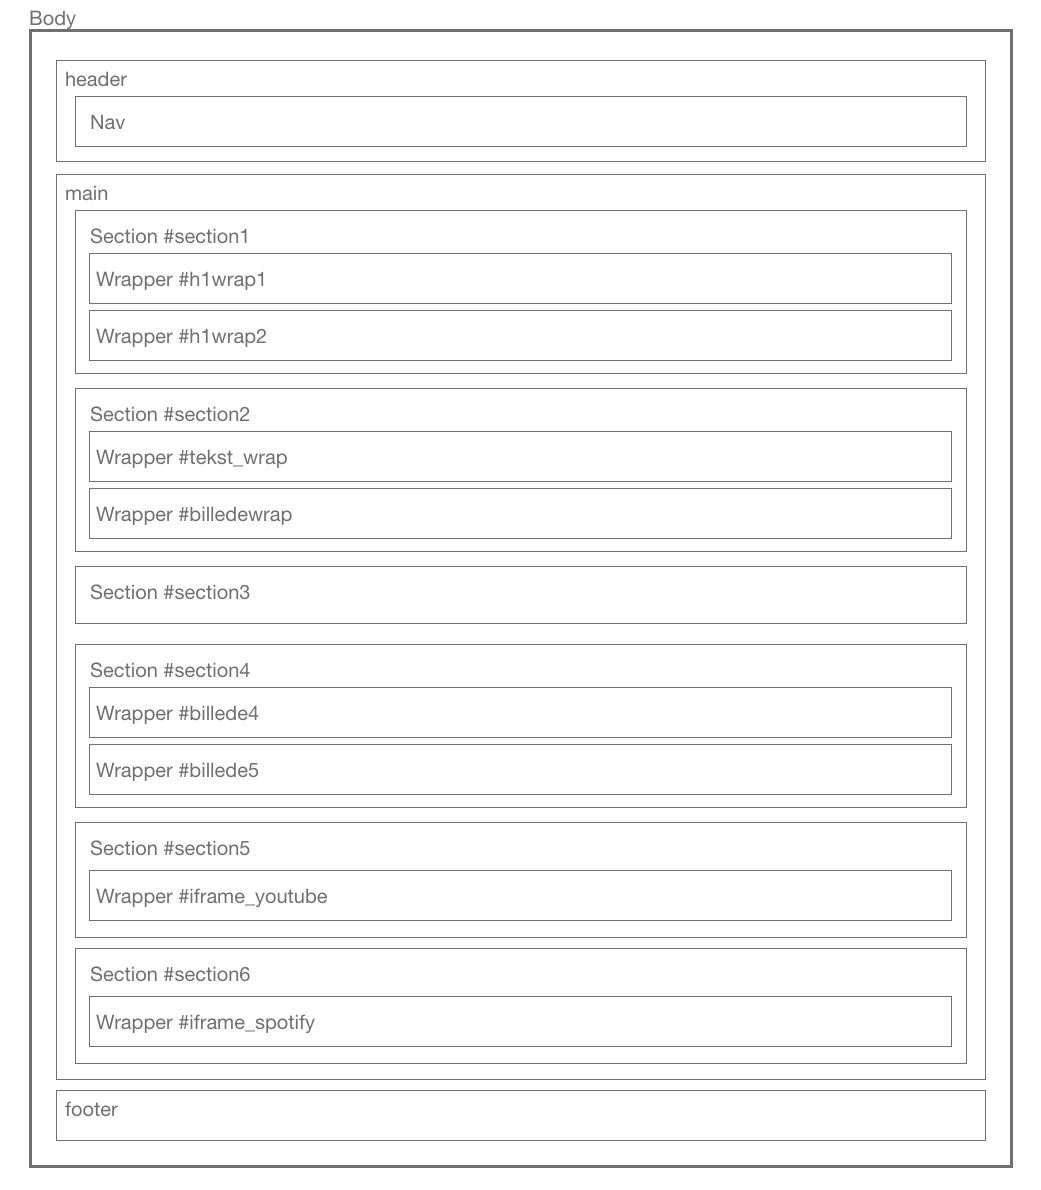 Body
header
Nav
main
Section #section1
Wrapper #h1wrap1
Wrapper #h1wrap2
Section #section2
Wrapper #tekst_wrap
Wrapper #billedewrap
Section #section3
Section #section4
Wrapper #billede4
Wrapper #billede5
Section #section5
Wrapper #iframe_youtube
Section #section6
Wrapper #iframe_spotify
footer